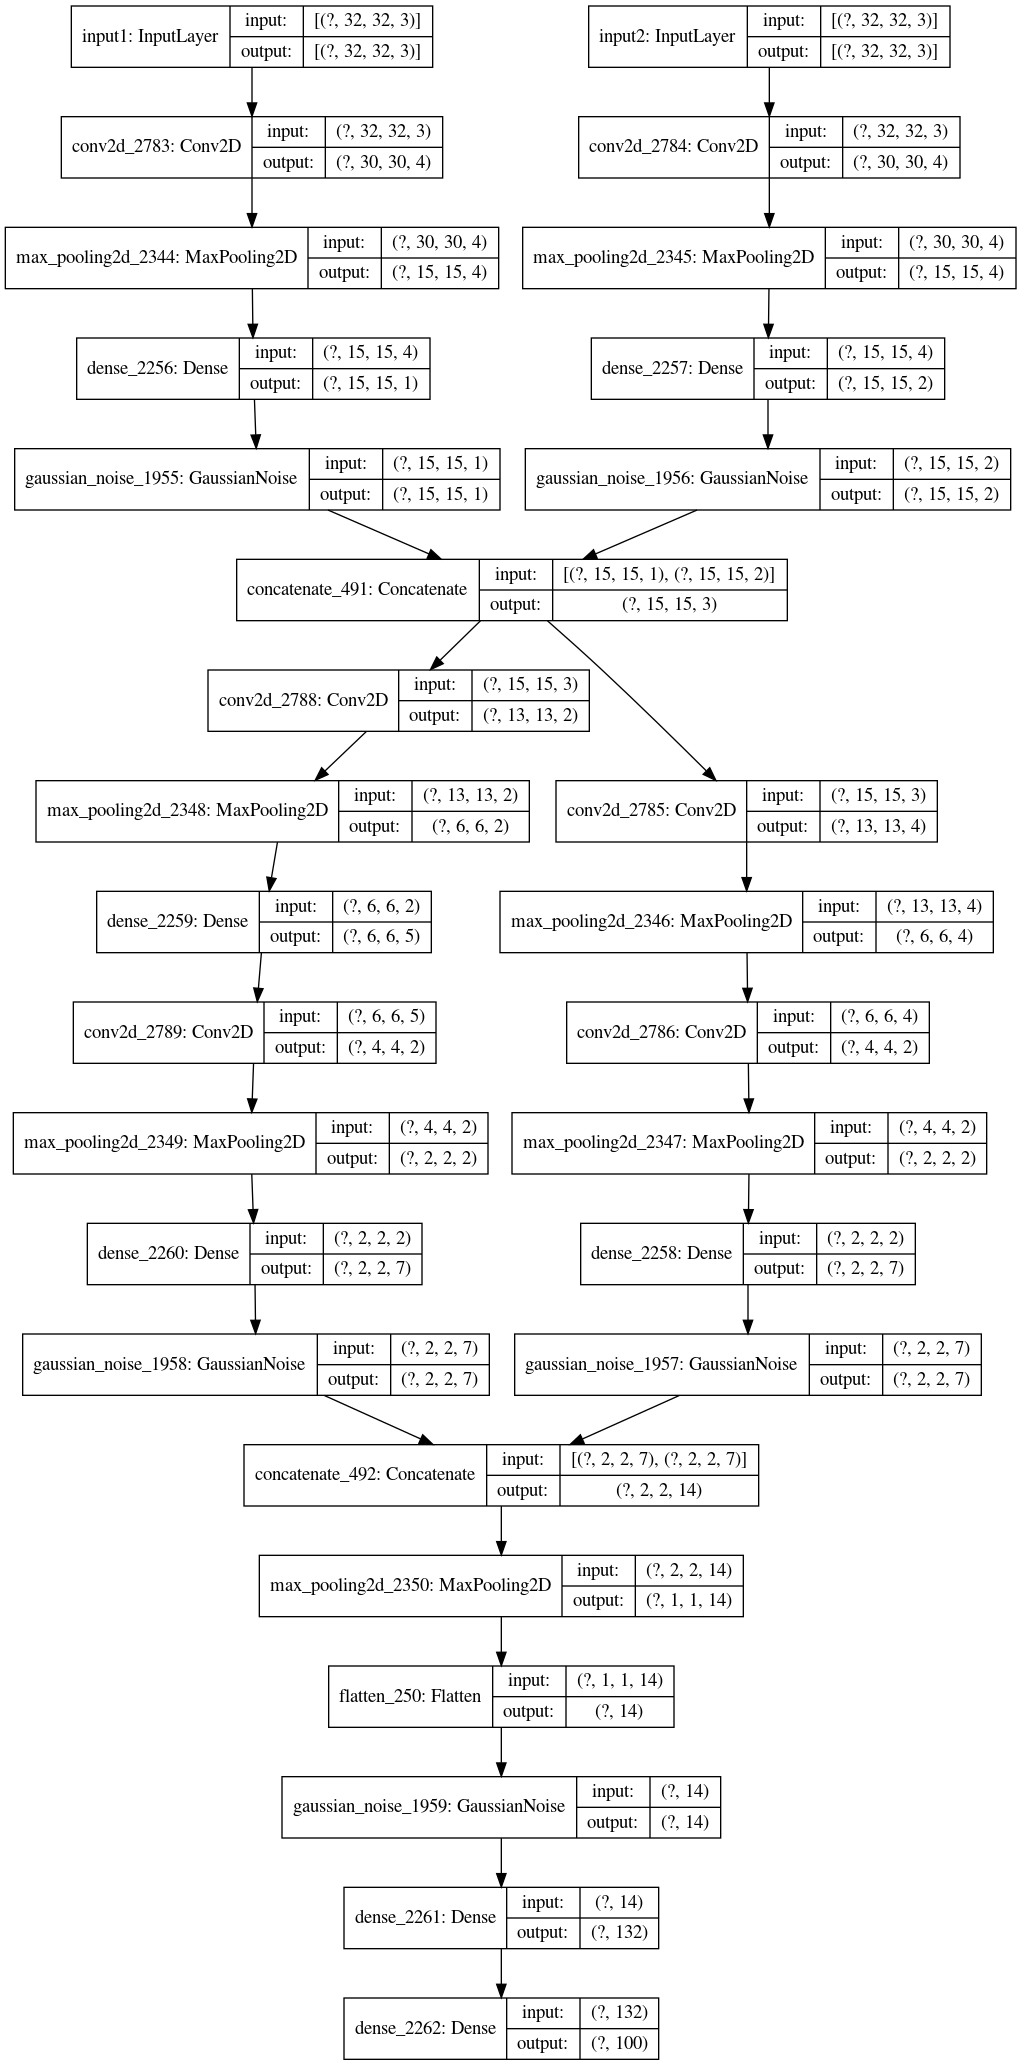 input1: InputLayer
input:
[(?, 32, 32, 3)]
output:
[(?, 32, 32, 3)]
input2: InputLayer
input:
[(?, 32, 32, 3)]
output:
[(?, 32, 32, 3)]
conv2d_2783: Conv2D
input:
(?, 32, 32, 3)
output:
(?, 30, 30, 4)
conv2d_2784: Conv2D
input:
(?, 32, 32, 3)
output:
(?, 30, 30, 4)
max_pooling2d_2344: MaxPooling2D
input:
(?, 30, 30, 4)
output:
(?, 15, 15, 4)
max_pooling2d_2345: MaxPooling2D
input:
(?, 30, 30, 4)
output:
(?, 15, 15, 4)
dense_2256: Dense
input:
(?, 15, 15, 4)
output:
(?, 15, 15, 1)
dense_2257: Dense
input:
(?, 15, 15, 4)
output:
(?, 15, 15, 2)
gaussian_noise_1955: GaussianNoise
input:
(?, 15, 15, 1)
output:
(?, 15, 15, 1)
gaussian_noise_1956: GaussianNoise
input:
(?, 15, 15, 2)
output:
(?, 15, 15, 2)
concatenate_491: Concatenate
input:
[(?, 15, 15, 1), (?, 15, 15, 2)]
output:
(?, 15, 15, 3)
conv2d_2788: Conv2D
input:
(?, 15, 15, 3)
output:
(?, 13, 13, 2)
max_pooling2d_2348: MaxPooling2D
input:
(?, 13, 13, 2)
output:
(?, 6, 6, 2)
conv2d_2785: Conv2D
input:
(?, 15, 15, 3)
output:
(?, 13, 13, 4)
dense_2259: Dense
input:
(?, 6, 6, 2)
output:
(?, 6, 6, 5)
max_pooling2d_2346: MaxPooling2D
input:
(?, 13, 13, 4)
output:
(?, 6, 6, 4)
conv2d_2789: Conv2D
input:
(?, 6, 6, 5)
output:
(?, 4, 4, 2)
conv2d_2786: Conv2D
input:
(?, 6, 6, 4)
output:
(?, 4, 4, 2)
max_pooling2d_2349: MaxPooling2D
input:
(?, 4, 4, 2)
output:
(?, 2, 2, 2)
max_pooling2d_2347: MaxPooling2D
input:
(?, 4, 4, 2)
output:
(?, 2, 2, 2)
dense_2260: Dense
input:
(?, 2, 2, 2)
output:
(?, 2, 2, 7)
dense_2258: Dense
input:
(?, 2, 2, 2)
output:
(?, 2, 2, 7)
gaussian_noise_1958: GaussianNoise
input:
(?, 2, 2, 7)
output:
(?, 2, 2, 7)
gaussian_noise_1957: GaussianNoise
input:
(?, 2, 2, 7)
output:
(?, 2, 2, 7)
concatenate_492: Concatenate
input:
[(?, 2, 2, 7), (?, 2, 2, 7)]
output:
(?, 2, 2, 14)
max_pooling2d_2350: MaxPooling2D
input:
(?, 2, 2, 14)
output:
(?, 1, 1, 14)
flatten_250: Flatten
input:
(?, 1, 1, 14)
output:
(?, 14)
gaussian_noise_1959: GaussianNoise
input:
(?, 14)
output:
(?, 14)
dense_2261: Dense
input:
(?, 14)
output:
(?, 132)
dense_2262: Dense
input:
(?, 132)
output:
(?, 100)